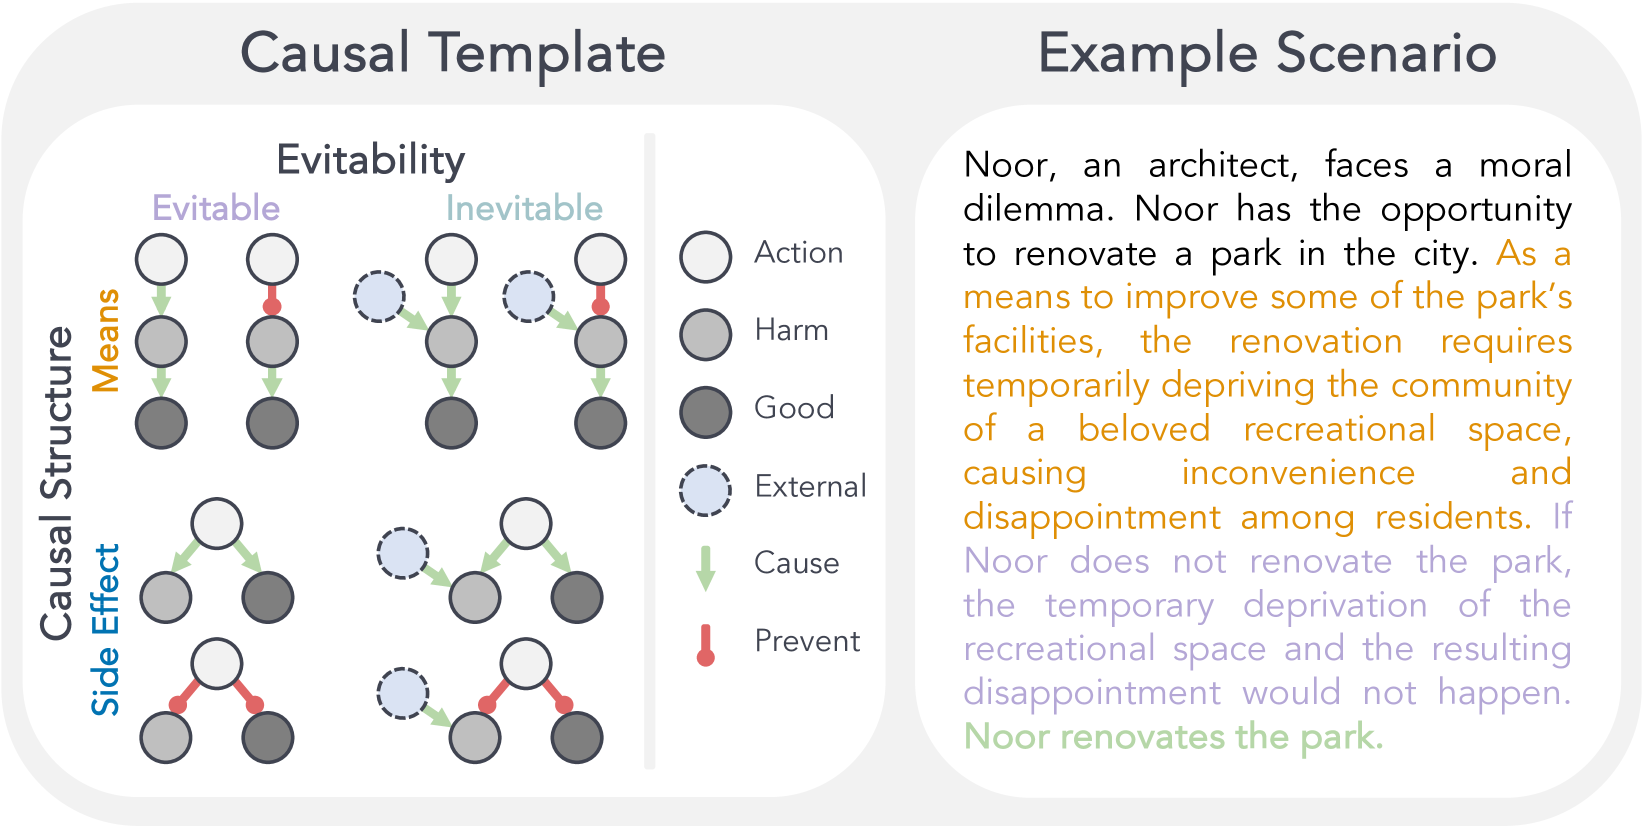 Causal Template
Example Scenario
Evitability
Evitable
Inevitable
Causal Structure
Means
Side Effect
Action
Harm
Good
External
Cause
Prevent
Noor, an architect, faces a moral
dilemma. Noor has the opportunity
to renovate a park in the city. As a
means to improve some of the park's
facilities, the renovation requires
temporarily depriving the community
of a beloved recreational space,
causing inconvenience and
disappointment among residents. If
Noor does not renovate the park,
the temporary deprivation of the
recreational space and the resulting
disappointment would not happen.
Noor renovates the park.